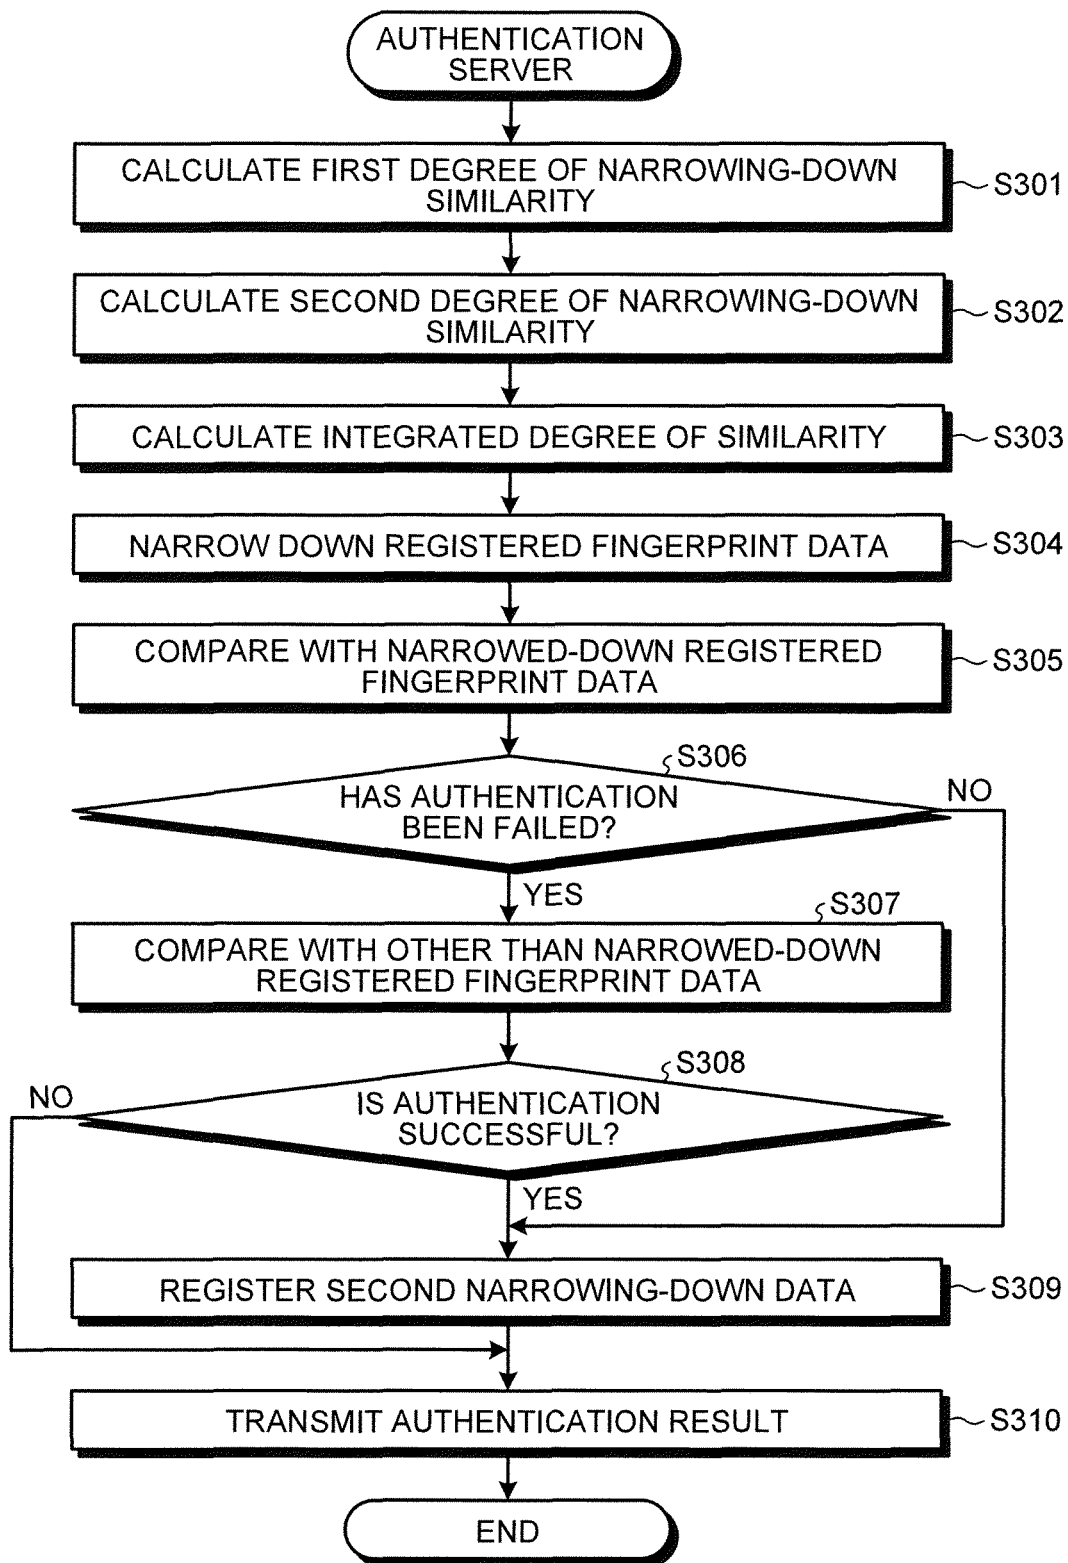 AUTHENTICATION
SERVER
CALCULATE FIRST DEGREE OF NARROWING-DOWN
SIMILARITY
S301
CALCULATE SECOND DEGREE OF NARROWING-DOWN
SIMILARITY
S302
CALCULATE INTEGRATED DEGREE OF SIMILARITY
S303
NARROW DOWN REGISTERED FINGERPRINT DATA
S304
COMPARE WITH NARROWED-DOWN REGISTERED
FINGERPRINT DATA
S305
S306
HAS AUTHENTICATION
BEEN FAILED?
NO
YES
S307
COMPARE WITH OTHER THAN NARROWED-DOWN
REGISTERED FINGERPRINT DATA
S308
NO
IS AUTHENTICATION
SUCCESSFUL?
YES
REGISTER SECOND NARROWING-DOWN DATA
S309
TRANSMIT AUTHENTICATION RESULT
S310
END